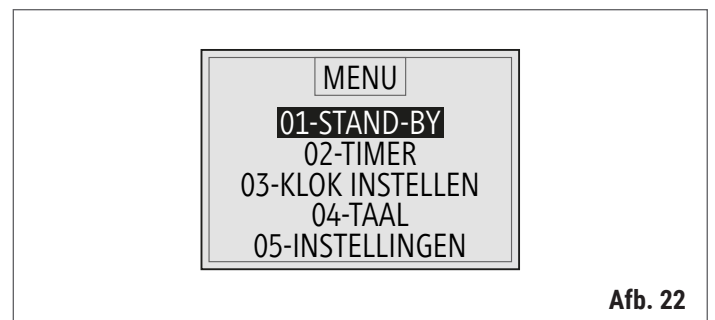 MENU
01-STAND-BY
02-TIMER
03-KLOK INSTELLEN
04-TAAL
05-INSTELLINGEN
Afb. 22